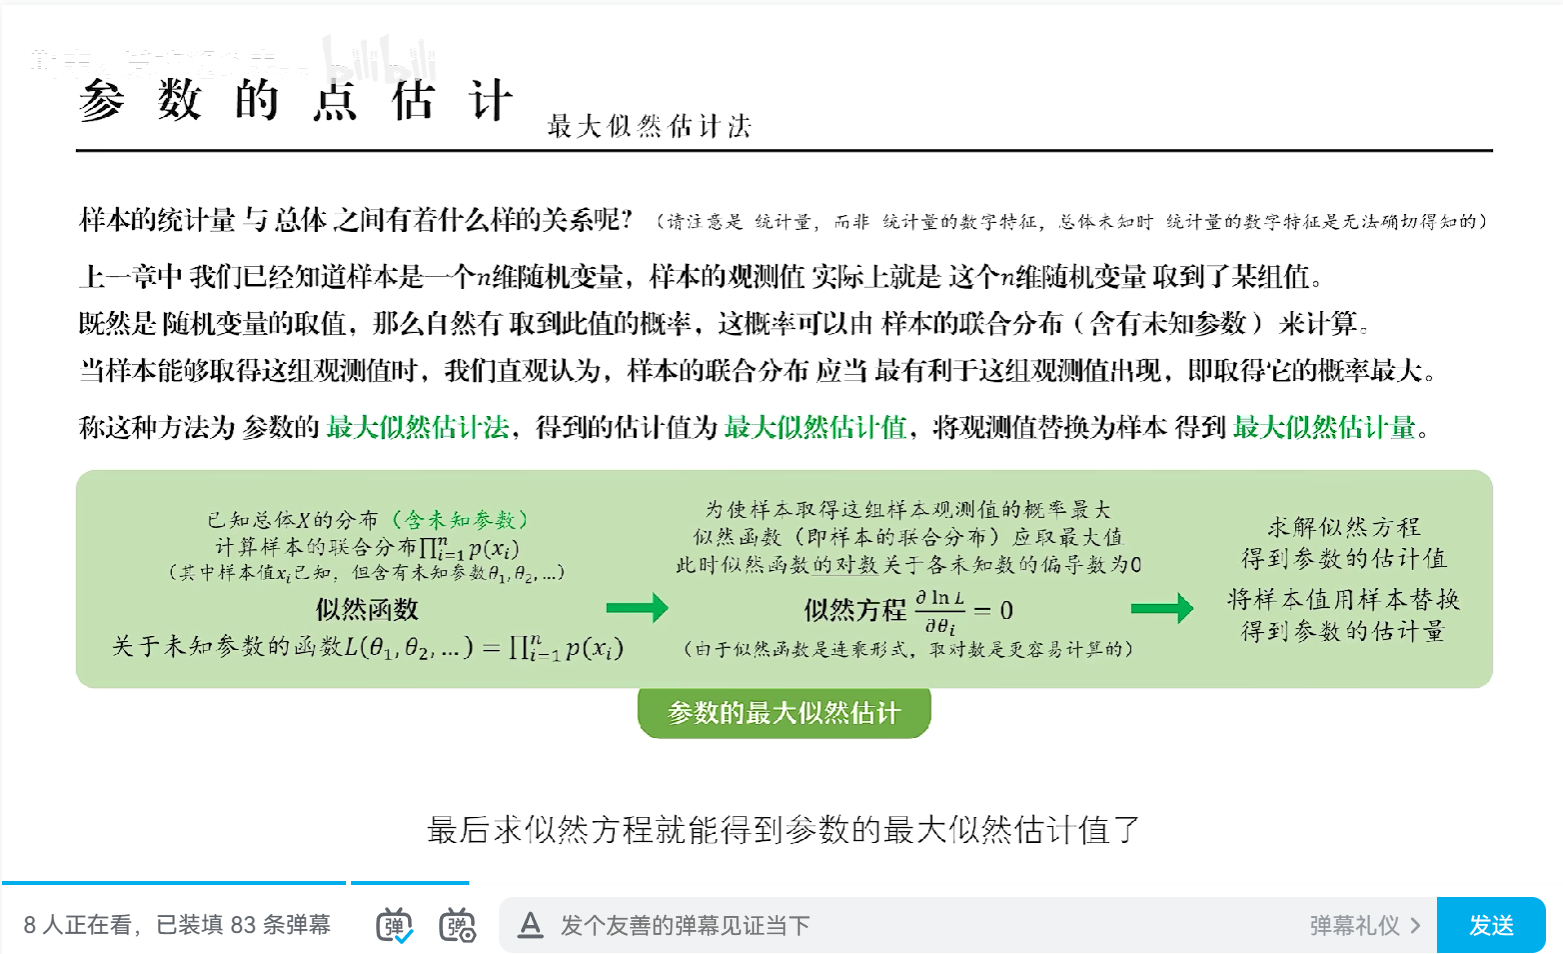 bilibili
参数的点估计 最大似然估计法
样本的统计量 与 总体 之间有着什么样的关系呢？（请注意是 统计量，而非 统计量的数字特征，总体未知时 统计量的数字特征是无法确切得知的）
上一章中 我们已经知道样本是一个n维随机变量，样本的观测值 实际上就是 这个n维随机变量 取到了某组值。
既然是 随机变量的取值，那么自然有 取到此值的概率，这概率可以由 样本的联合分布（含有未知参数）来计算。
当样本能够取得这组观测值时，我们直观认为，样本的联合分布 应当 最有利于这组观测值出现，即取得它的概率最大。
称这种方法为 参数的 最大似然估计法，得到的估计值为 最大似然估计值，将观测值替换为样本 得到 最大似然估计量。
已知总体X的分布（含未知参数）
计算样本的联合分布∏ⁿᵢ₌₁ p(xᵢ)
（其中样本值xᵢ已知，但含有未知参数θ₁,θ₂,…）
似然函数
关于未知参数的函数L(θ₁,θ₂,…) = ∏ⁿᵢ₌₁ p(xᵢ)
为使样本取得这组样本观测值的概率最大
似然函数（即样本的联合分布）应取最大值
此时似然函数的对数关于各未知数的偏导数为0
似然方程 ∂ ln L / ∂θᵢ = 0
（由于似然函数是连乘形式，取对数是更容易计算的）
求解似然方程
得到参数的估计值
将样本值用样本替换
得到参数的估计量
参数的最大似然估计
最后求似然方程就能得到参数的最大似然估计值了
8 人正在看，已装填 83 条弹幕 弹 弹 A 发个友善的弹幕见证当下 弹幕礼仪 > 发送